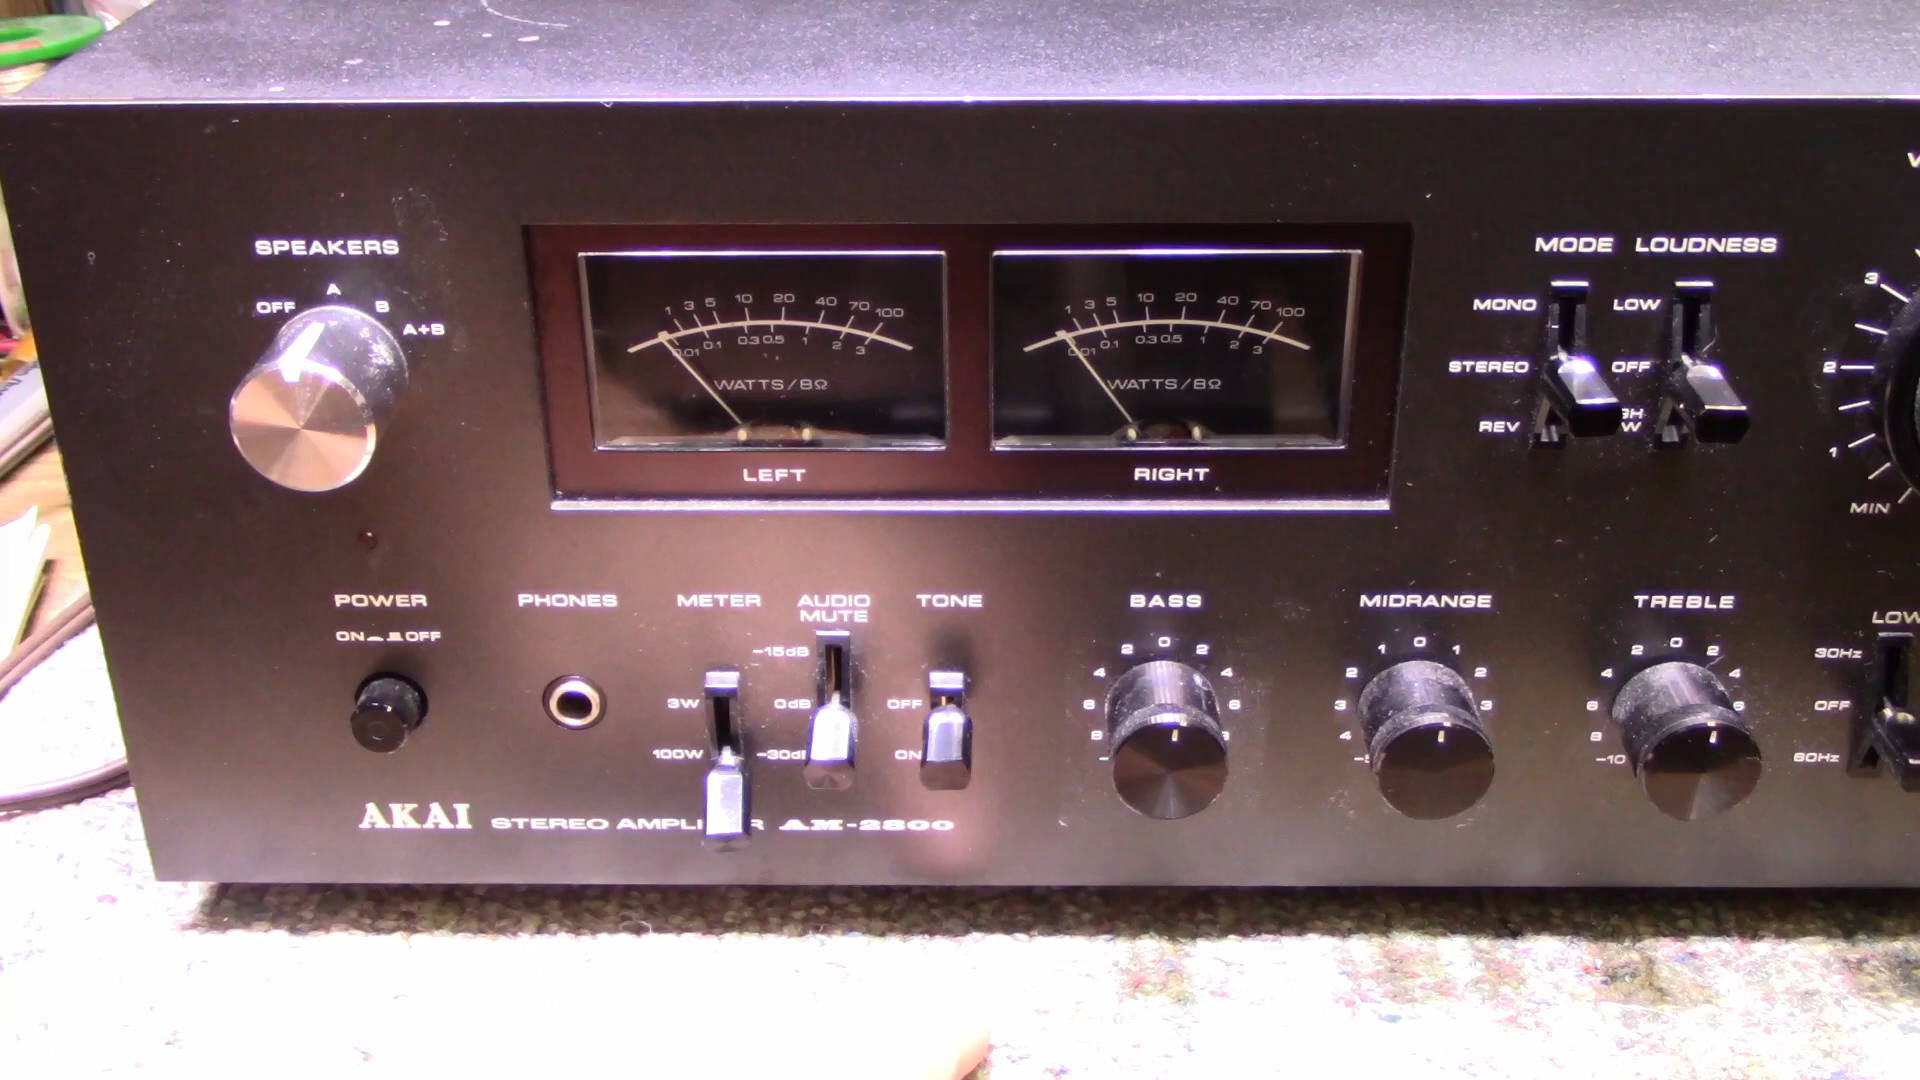 SPEAKERS
OFF
A
B
A+B
1 3 5 10 20 40 70 100
0.01 0.1 0.3 0.5 1 2 3
WATTS/8Ω
LEFT
1 3 5 10 20 40 70 100
0.01 0.1 0.3 0.5 1 2 3
WATTS/8Ω
RIGHT
MODE
MONO
STEREO
REV
LOUDNESS
LOW
OFF
3
2
1
MIN
POWER
ON OFF
PHONES
METER
3W
100W
AUDIO
MUTE
-15dB
0dB
-30dB
TONE
OFF
ON
BASS
8 6 4 2 0 2 4 6 8
MIDRANGE
4 3 2 1 0 1 2 3
TREBLE
-10 8 6 4 2 0 2 4 6
LOW
30Hz
OFF
60Hz
AKAI STEREO AMPLIFIER AM-2800